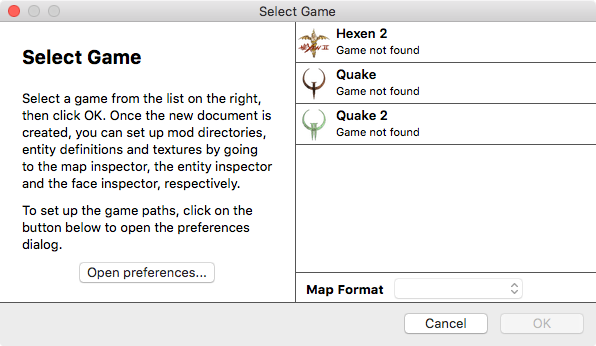 Select Game
Select Game
Select a game from the list on the right,
then click OK. Once the new document is
created, you can set up mod directories,
entity definitions and textures by going
to the map inspector, the entity inspector
and the face inspector, respectively.
To set up the game paths, click on the
button below to open the preferences
dialog.
Open preferences...
Hexen 2
Game not found
Quake
Game not found
Quake 2
Game not found
Map Format
Cancel
OK